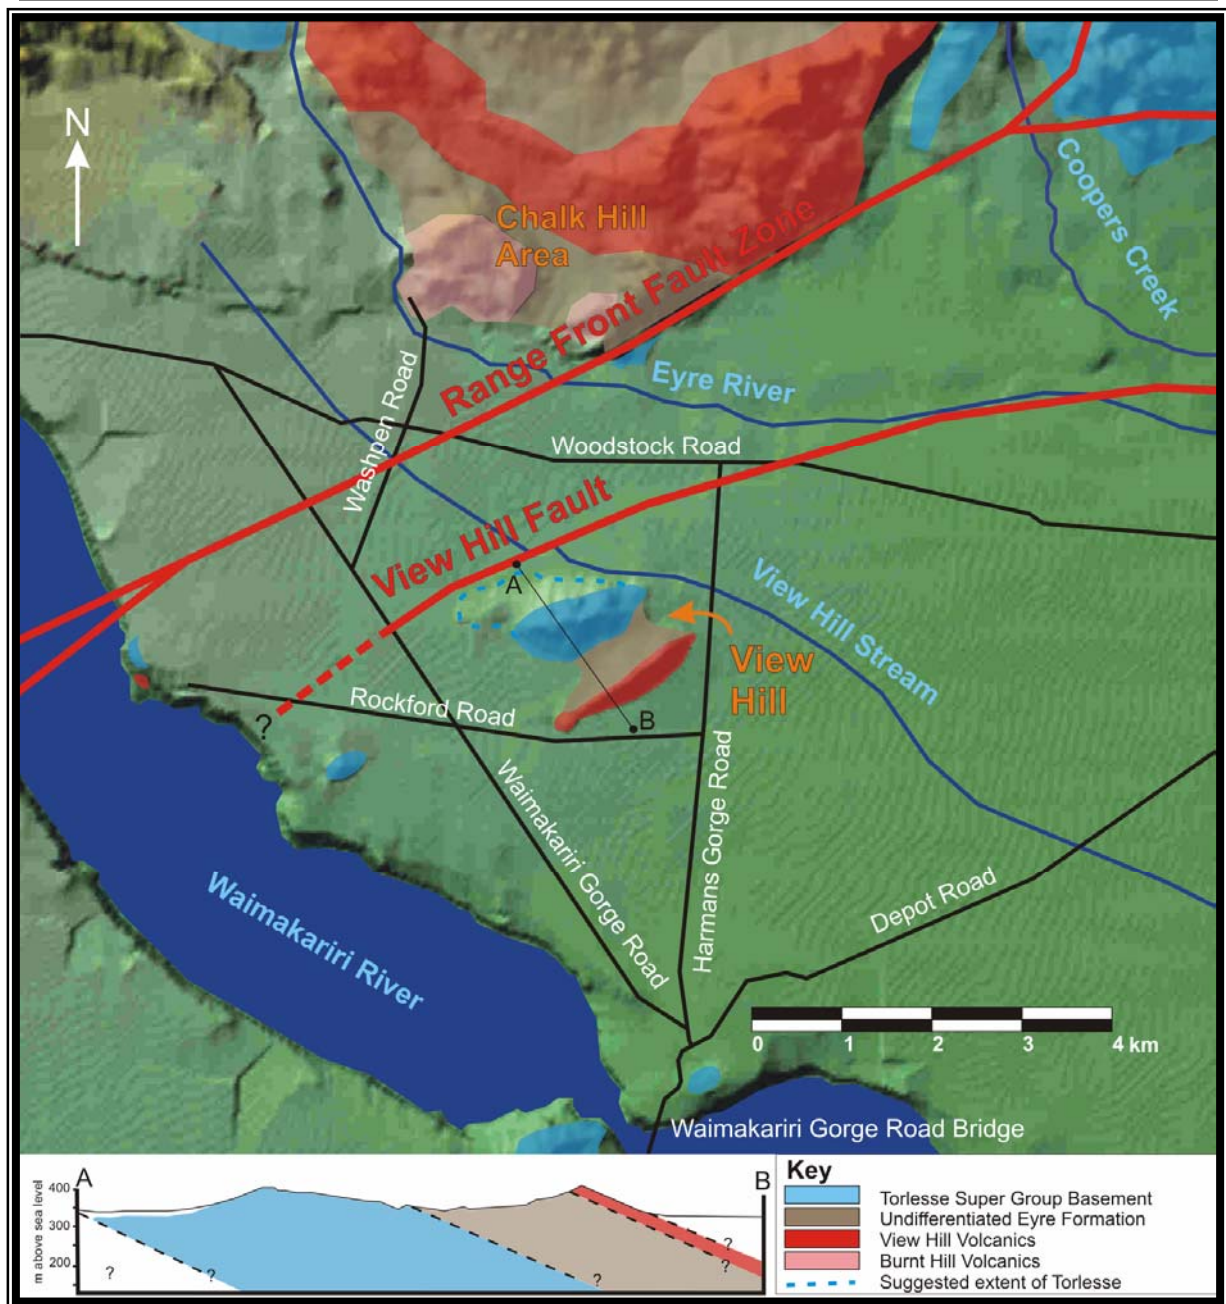 N
Chalk Hill
Area
Coopers Creek
Range Front Fault Zone
Eyre River
Washpen Road
Woodstock Road
View Hill Fault
A
View Hill Stream
View
Hill
Rockford Road
B
?
Waimakariri Gorge Road
Harmans Gorge Road
Depot Road
Waimakariri River
0 1 2 3 4 km
Waimakariri Gorge Road Bridge
A B
m above sea level
400
300
200
? ? ? ? ?
Key
Torlesse Super Group Basement
Undifferentiated Eyre Formation
View Hill Volcanics
Burnt Hill Volcanics
Suggested extent of Torlesse